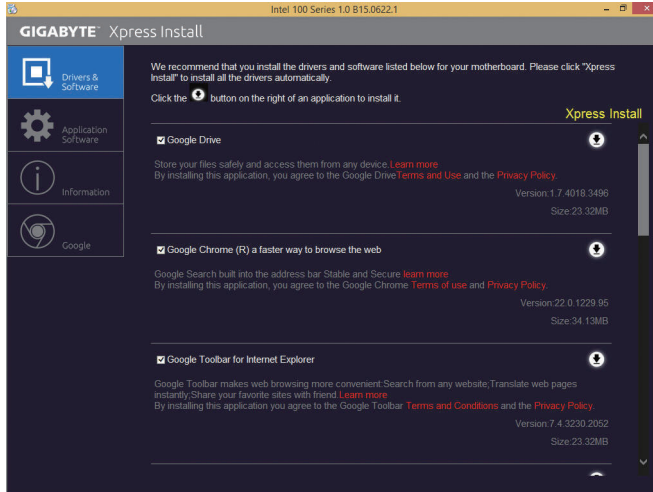 Intel 100 Series 1.0 B15.0622.1
GIGABYTE™ Xpress Install
Drivers &
Software
Application
Software
Information
Google
We recommend that you install the drivers and software listed below for your motherboard. Please click "Xpress
Install" to install all the drivers automatically.
Click the button on the right of an application to install it.
Xpress Install
Google Drive
Store your files safely and access them from any device.Learn more
By installing this application, you agree to the Google DriveTerms and Use and the Privacy Policy.
Version:1.7.4018.3496
Size:23.32MB
Google Chrome (R) a faster way to browse the web
Google Search built into the address bar Stable and Secure learn more
By installing this application, you agree to the Google Chrome Terms of use and Privacy Policy.
Version:22.0.1229.95
Size:34.13MB
Google Toolbar for Internet Explorer
Google Toolbar makes web browsing more convenient:Search from any website;Translate web pages
instantly;Share your favorite sites with friend.Learn more
By installing this application you agree to the Google Toolbar Terms and Conditions and the Privacy Policy.
Version:7.4.3230.2052
Size:23.32MB